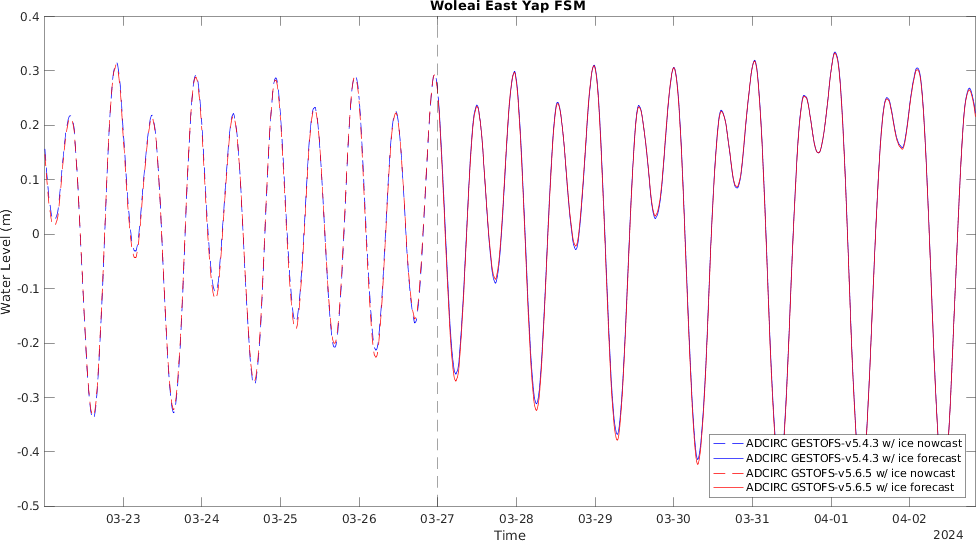 Woleai East Yap FSM
0.4
0.3
0.2
0.1
0
-0.1
-0.2
-0.3
-0.4
-0.5
Water Level (m)
ADCIRC GESTOFS-v5.4.3 w/ ice nowcast
ADCIRC GESTOFS-v5.4.3 w/ ice forecast
ADCIRC GSTOFS-v5.6.5 w/ ice nowcast
ADCIRC GSTOFS-v5.6.5 w/ ice forecast
03-23 03-24 03-25 03-26 03-27 03-28 03-29 03-30 03-31 04-01 04-02
Time
2024